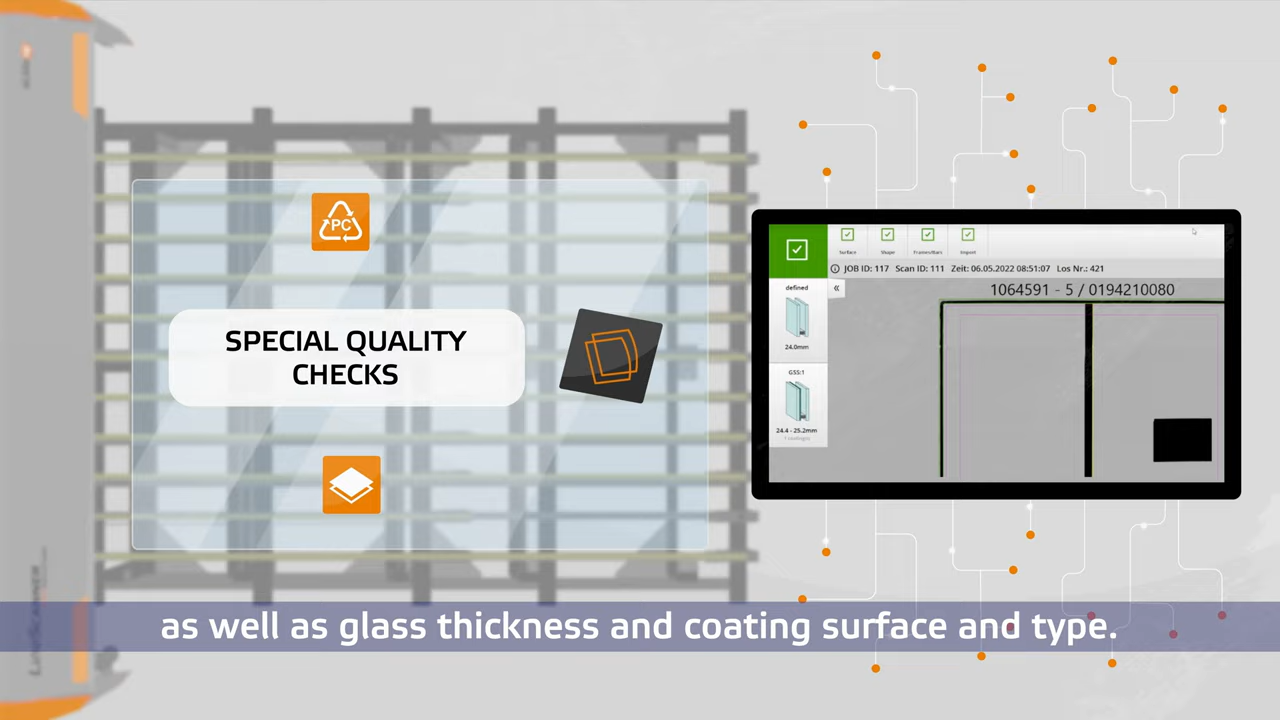 PC
SPECIAL QUALITY
CHECKS
Surface
Shape
Frames/Bars
Import
JOB ID: 117 Scan ID: 111 Zeit: 06.05.2022 08:51:07 Los Nr.: 421
defined
1064591 - 5 / 0194210080
24.0mm
GSS:1
24.4 - 25.2mm
LineScanner
as well as glass thickness and coating surface and type.